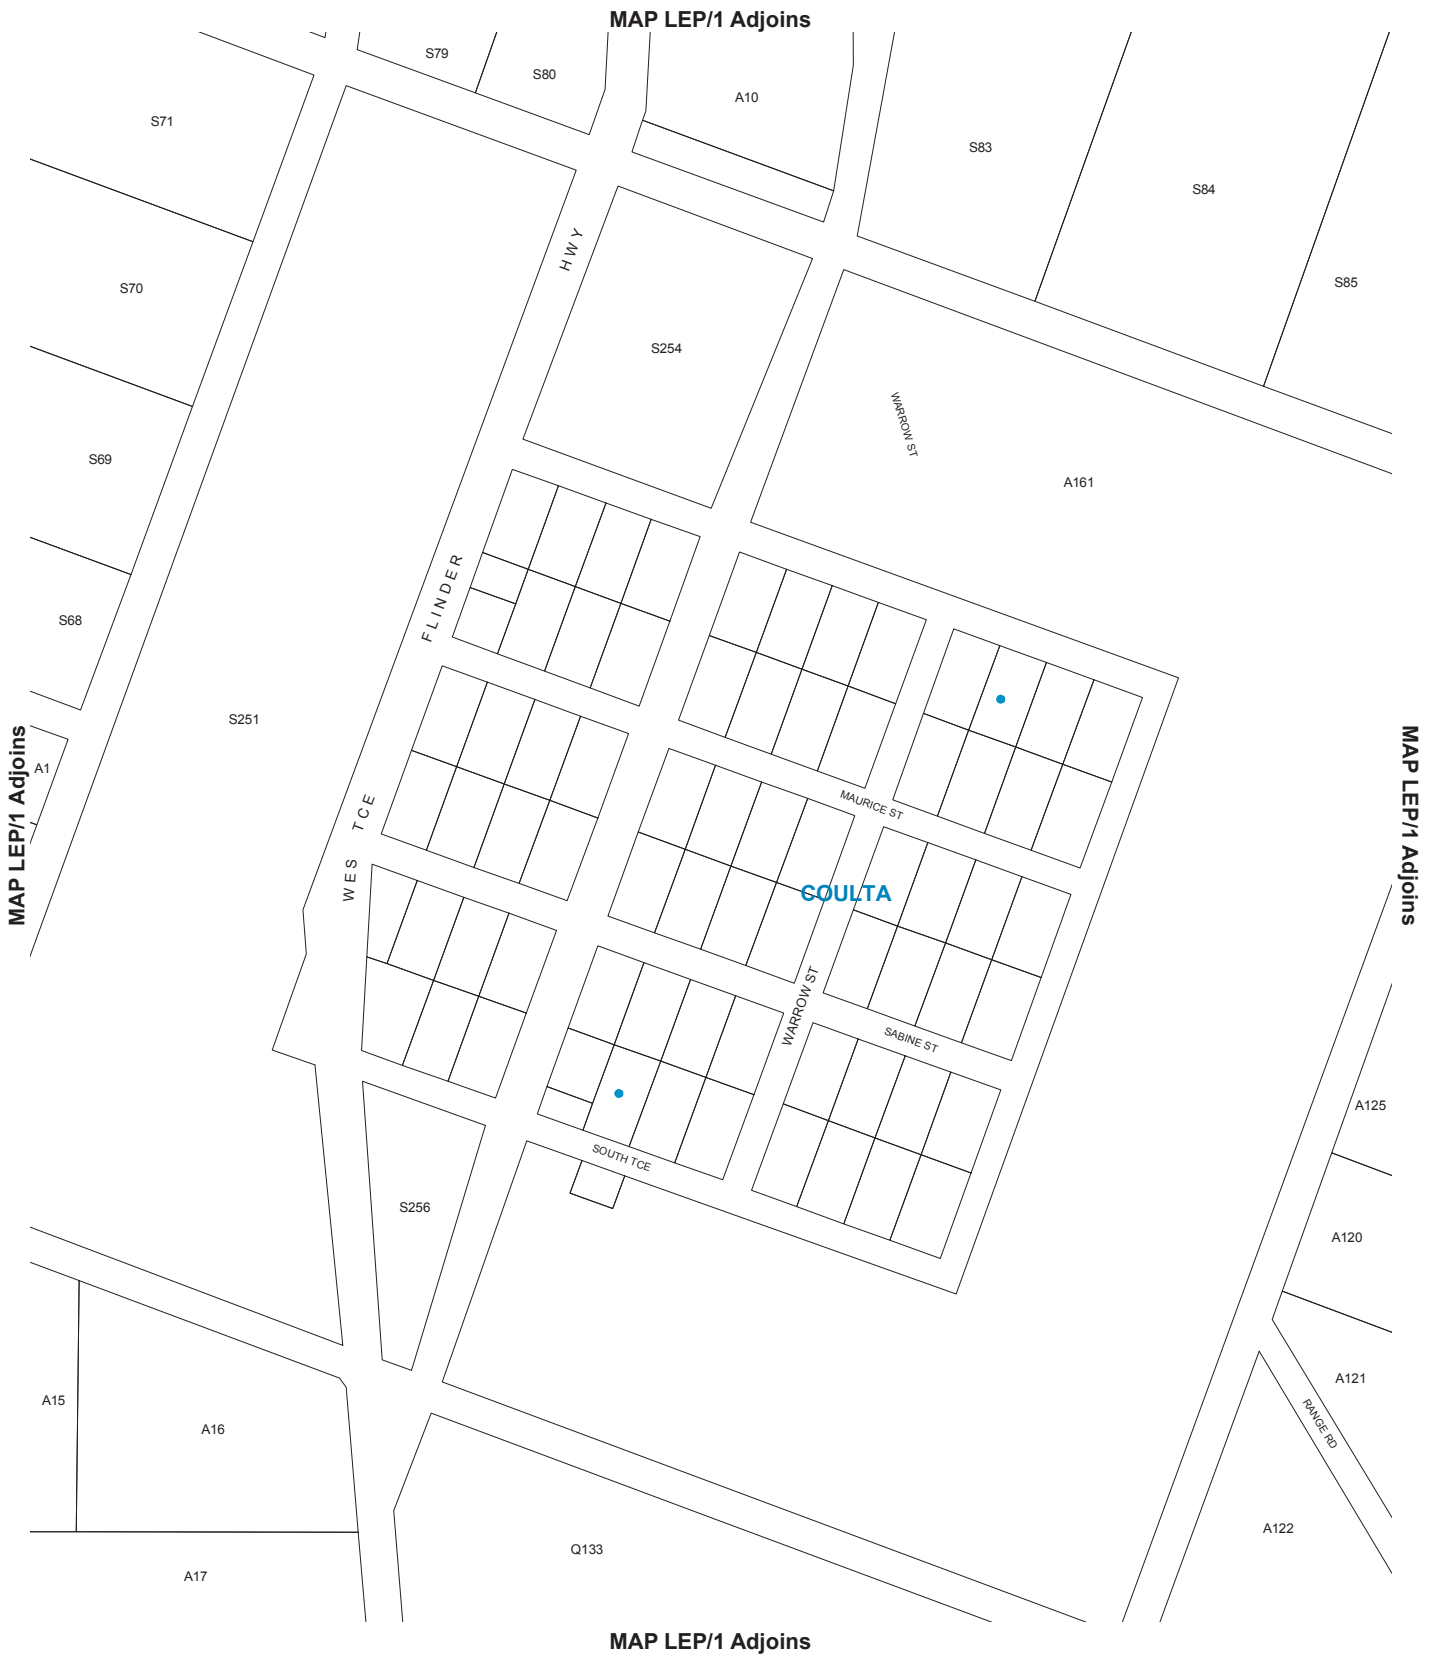 MAP LEP/1 Adjoins
S79
S80
A10
S71
S83
S84
HWY
S70
S85
S254
WARROW ST
S69
A161
FLINDER
S68
S251
MAP LEP/1 Adjoins
A1
MAP LEP/1 Adjoins
TCE
MAURICE ST
WES
COULTA
WARROW ST
SABINE ST
A125
SOUTH TCE
S256
A120
A121
A15
A16
RANGE RD
A122
Q133
A17
MAP LEP/1 Adjoins